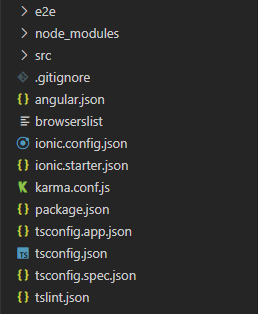 e2e
node_modules
src
.gitignore
angular.json
browserslist
ionic.config.json
ionic.starter.json
karma.conf.js
package.json
tsconfig.app.json
tsconfig.json
tsconfig.spec.json
tslint.json